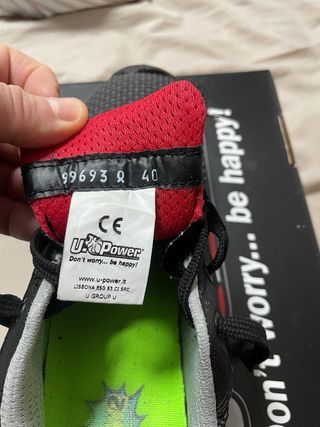 99693 R 40
CE
U-Power
Don't worry... be happy!
www.u-power.it
LISBONA ESD S3 CI SRC
U GROUP U
Don't worry... be happy!